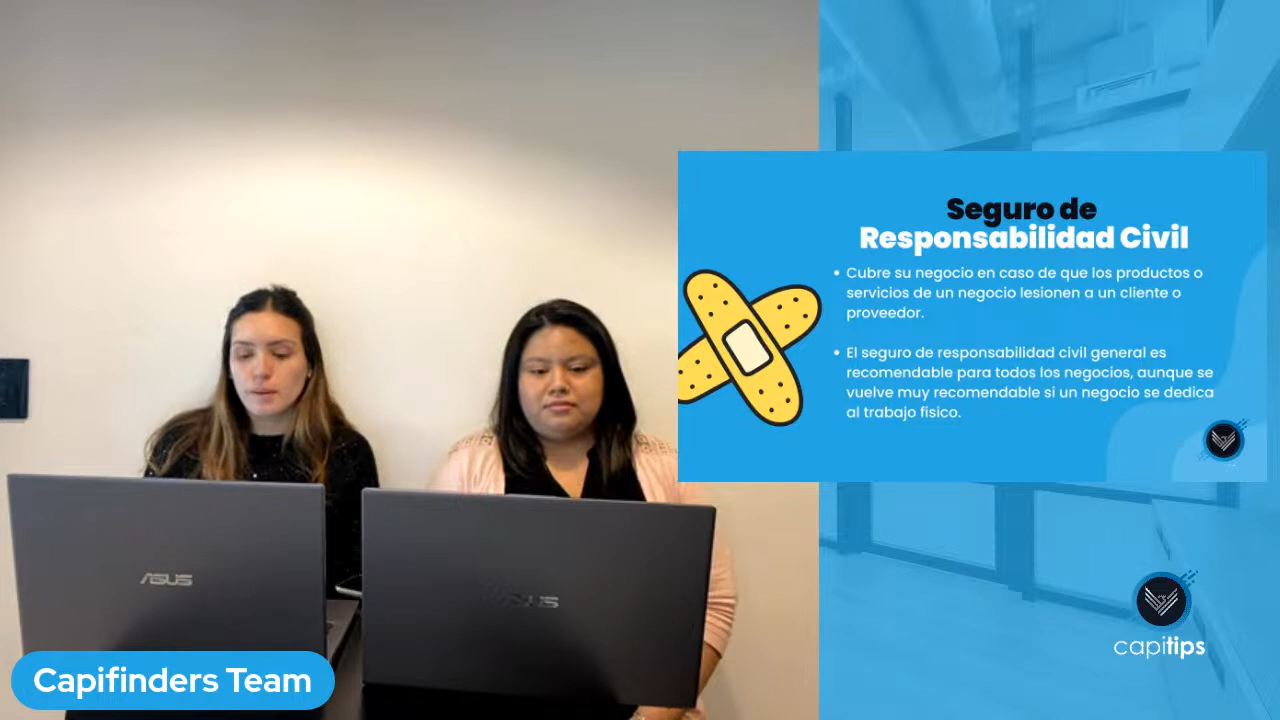 Seguro de
Responsabilidad Civil
• Cubre su negocio en caso de que los productos o
servicios de un negocio lesionen a un cliente o
proveedor.
• El seguro de responsabilidad civil general es
recomendable para todos los negocios, aunque se
vuelve muy recomendable si un negocio se dedica
al trabajo físico.
ASUS
ASUS
capitips
Capifinders Team